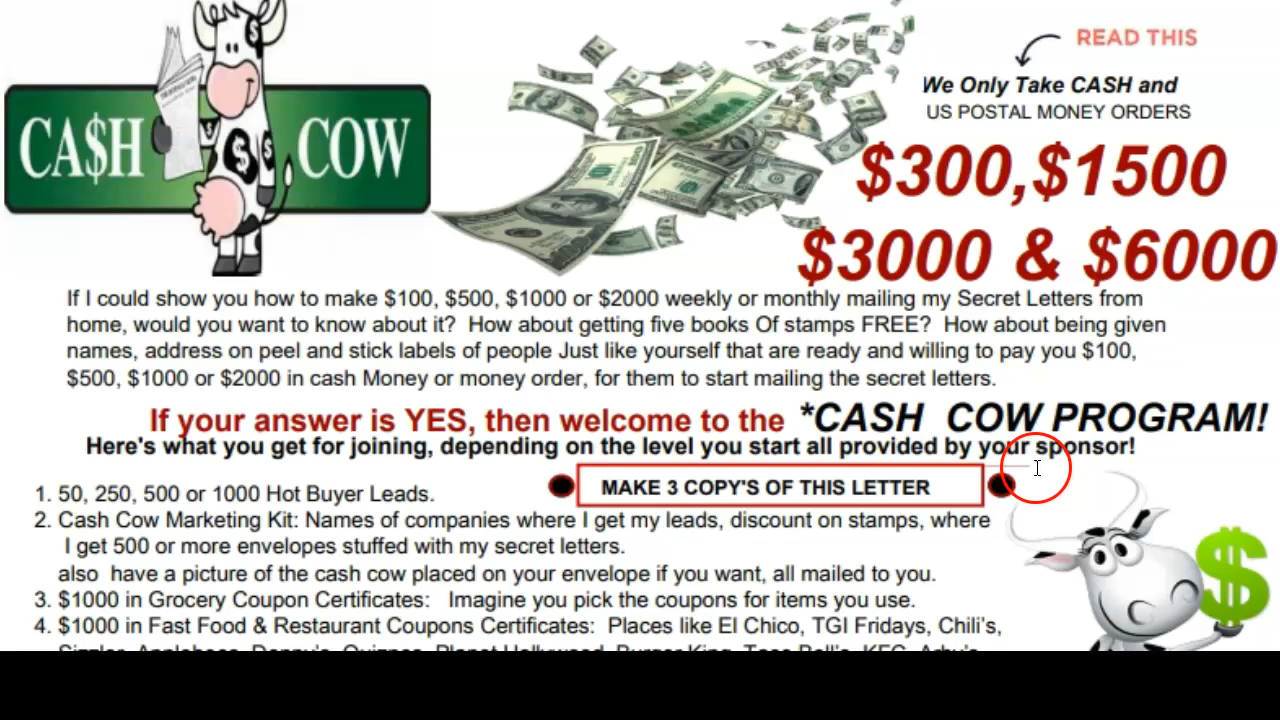 CA$H COW
READ THIS
We Only Take CASH and
US POSTAL MONEY ORDERS
$300,$1500
$3000 & $6000
If I could show you how to make $100, $500, $1000 or $2000 weekly or monthly mailing my Secret Letters from
home, would you want to know about it? How about getting five books Of stamps FREE? How about being given
names, address on peel and stick labels of people Just like yourself that are ready and willing to pay you $100,
$500, $1000 or $2000 in cash Money or money order, for them to start mailing the secret letters.
If your answer is YES, then welcome to the *CASH COW PROGRAM!
Here's what you get for joining, depending on the level you start all provided by your sponsor!
MAKE 3 COPY'S OF THIS LETTER
1. 50, 250, 500 or 1000 Hot Buyer Leads.
2. Cash Cow Marketing Kit: Names of companies where I get my leads, discount on stamps, where
I get 500 or more envelopes stuffed with my secret letters.
also have a picture of the cash cow placed on your envelope if you want, all mailed to you.
3. $1000 in Grocery Coupon Certificates: Imagine you pick the coupons for items you use.
4. $1000 in Fast Food & Restaurant Coupons Certificates: Places like El Chico, TGI Fridays, Chili's,